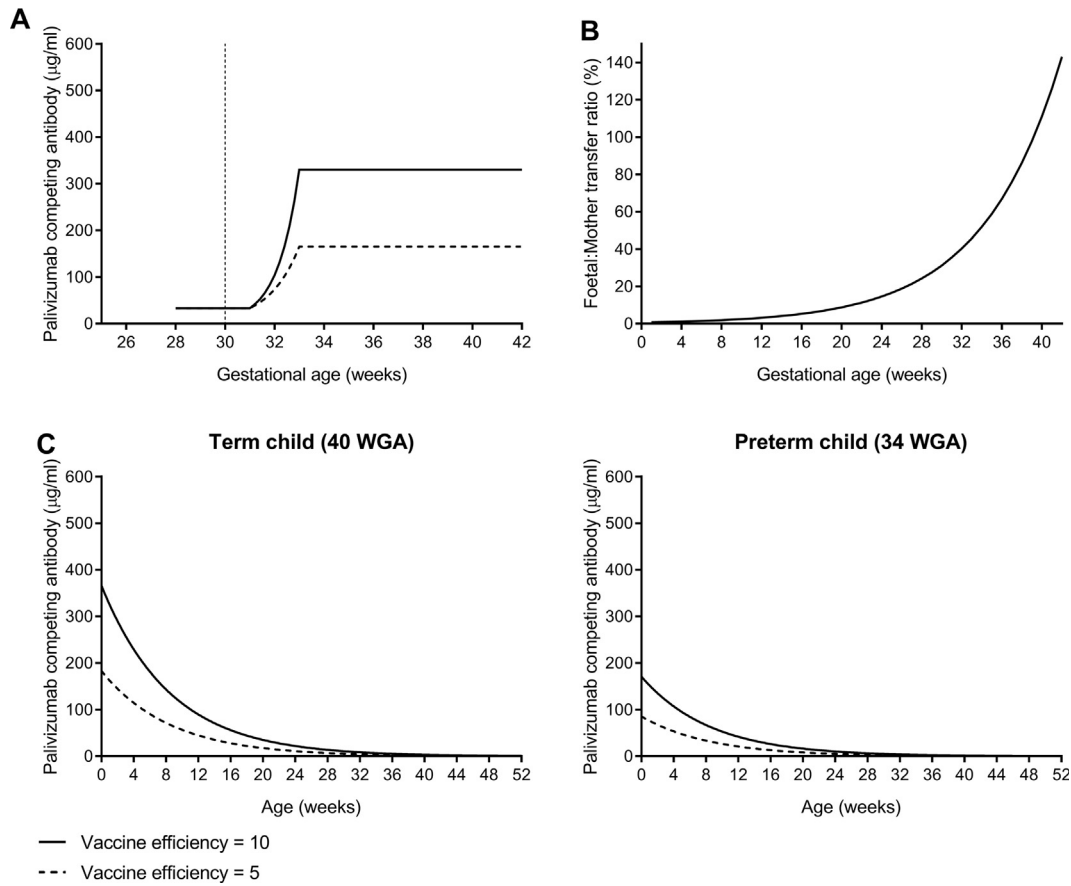 A
Palivizumab competing antibody (μg/ml)
600
500
400
300
200
100
0
26 28 30 32 34 36 38 40 42
Gestational age (weeks)
B
Foetal:Mother transfer ratio (%)
140
120
100
80
60
40
20
0
0 4 8 12 16 20 24 28 32 36 40
Gestational age (weeks)
C
Term child (40 WGA)
Palivizumab competing antibody (μg/ml)
600
500
400
300
200
100
0
0 4 8 12 16 20 24 28 32 36 40 44 48 52
Age (weeks)
Preterm child (34 WGA)
Palivizumab competing antibody (μg/ml)
600
500
400
300
200
100
0
0 4 8 12 16 20 24 28 32 36 40 44 48 52
Age (weeks)
Vaccine efficiency = 10
Vaccine efficiency = 5